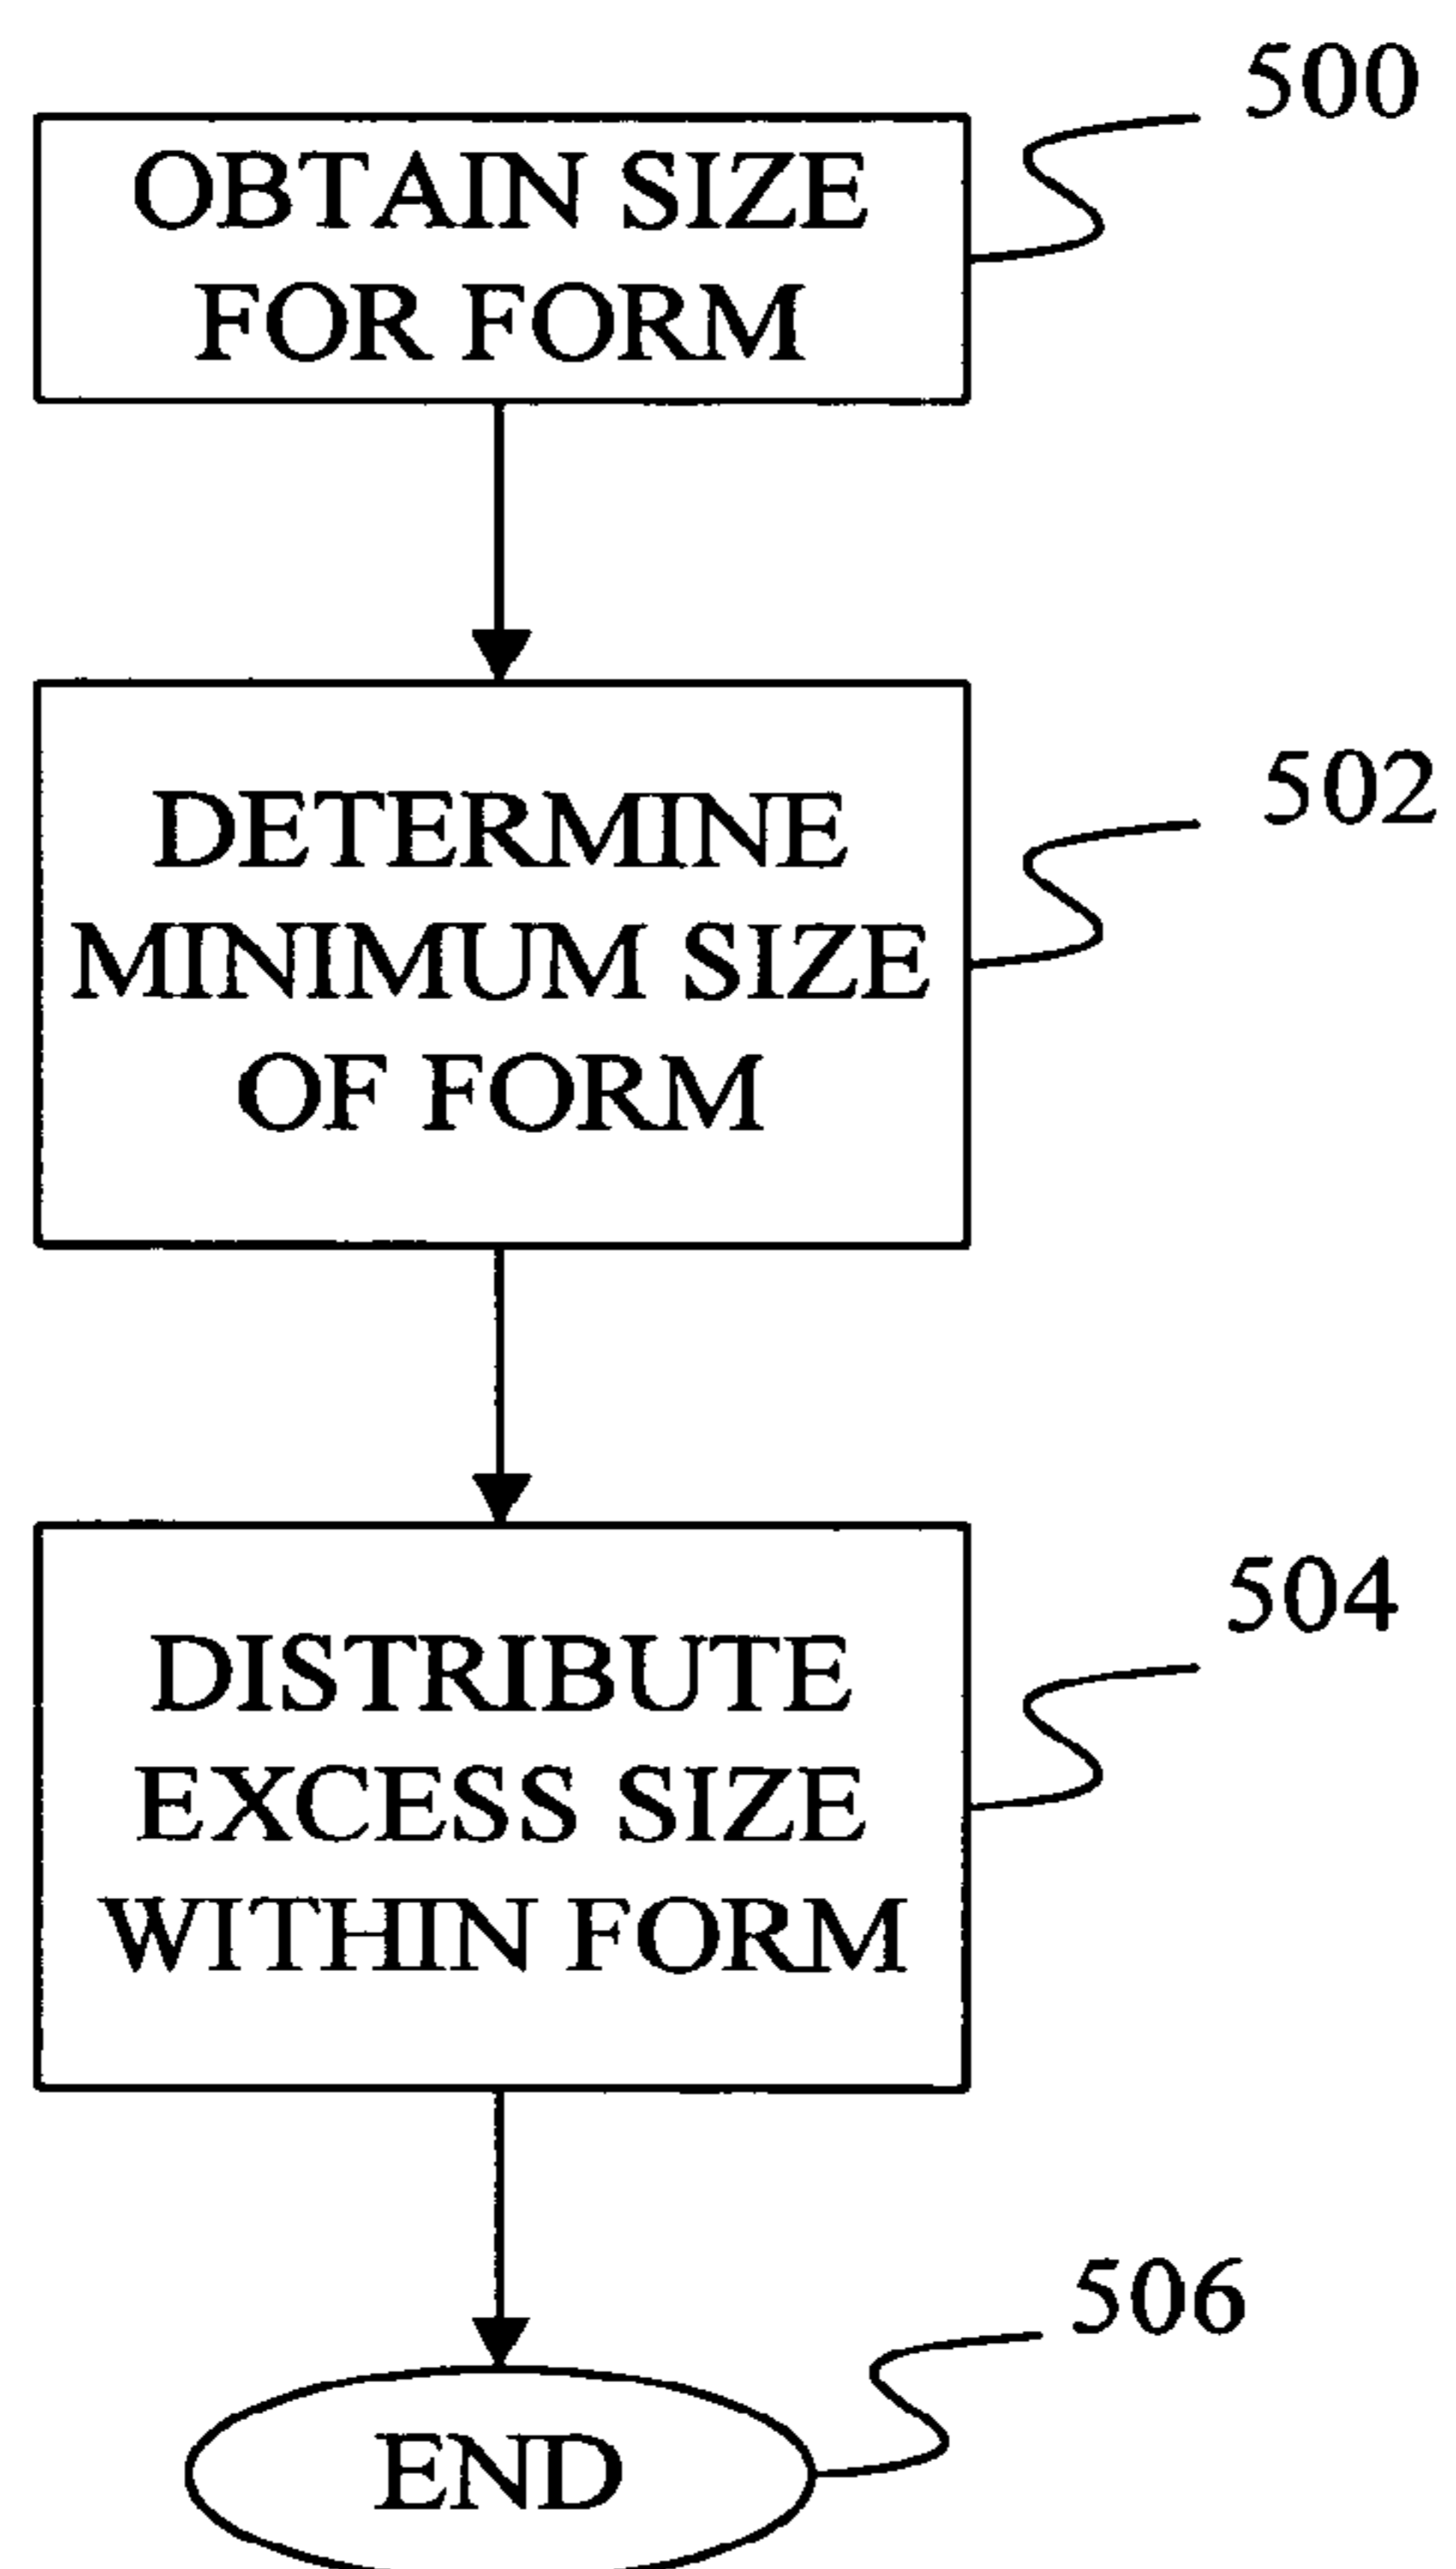 500
OBTAIN SIZE
FOR FORM
502
DETERMINE
MINIMUM SIZE
OF FORM
504
DISTRIBUTE
EXCESS SIZE
WITHIN FORM
506
END